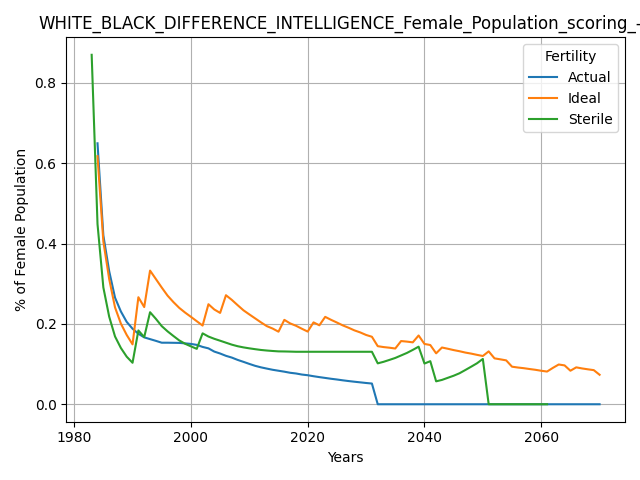 WHITE_BLACK_DIFFERENCE_INTELLIGENCE_Female_Population_scoring_-
Fertility
Actual
Ideal
Sterile
% of Female Population
0.8
0.6
0.4
0.2
0.0
1980 2000 2020 2040 2060
Years